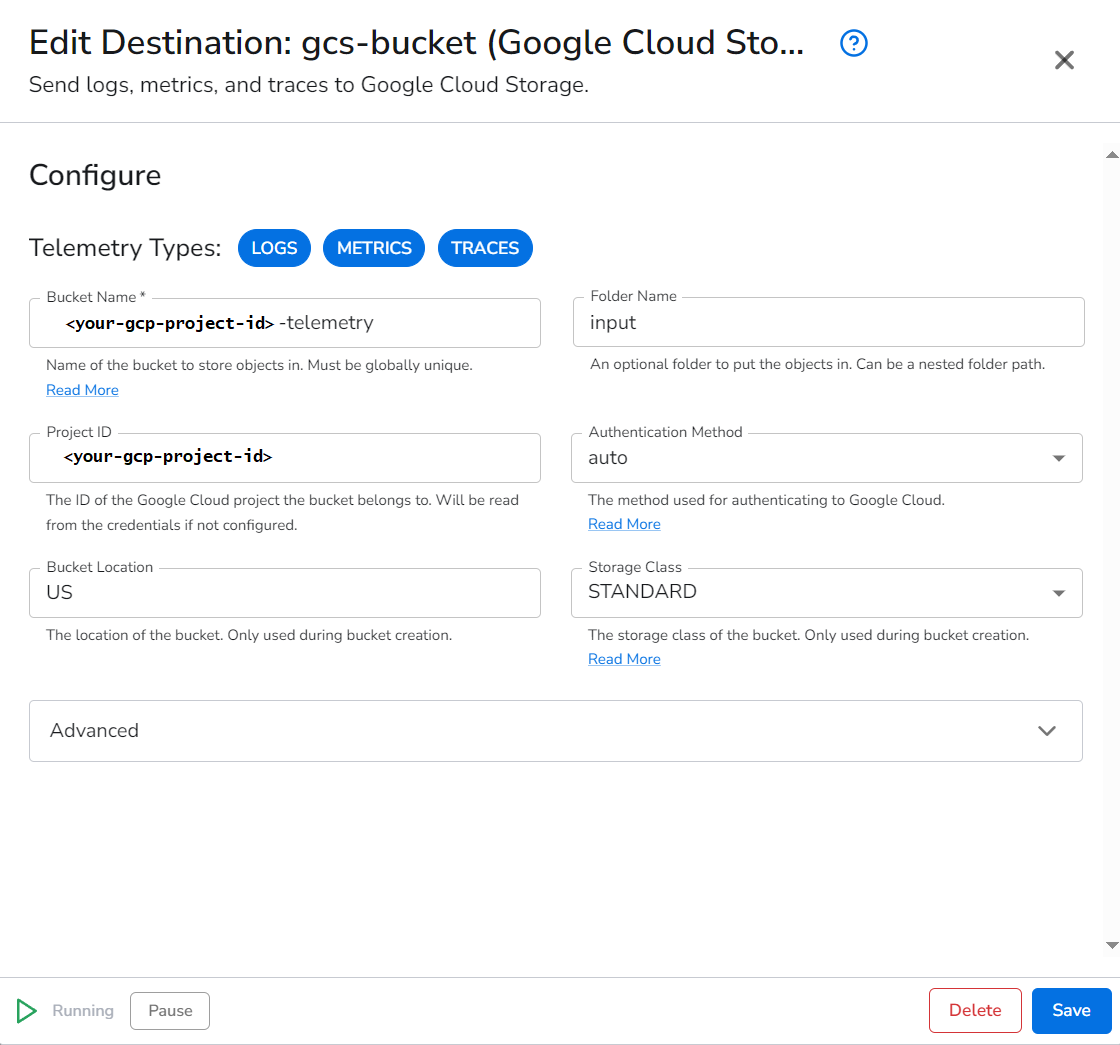 Edit Destination: gcs-bucket (Google Cloud Sto...
?
Send logs, metrics, and traces to Google Cloud Storage.
Configure
Telemetry Types: LOGS METRICS TRACES
Bucket Name *
<your-gcp-project-id> -telemetry
Name of the bucket to store objects in. Must be globally unique.
Read More
Folder Name
input
An optional folder to put the objects in. Can be a nested folder path.
Project ID
<your-gcp-project-id>
The ID of the Google Cloud project the bucket belongs to. Will be read
from the credentials if not configured.
Authentication Method
auto
The method used for authenticating to Google Cloud.
Read More
Bucket Location
US
The location of the bucket. Only used during bucket creation.
Storage Class
STANDARD
The storage class of the bucket. Only used during bucket creation.
Read More
Advanced
Running Pause Delete Save